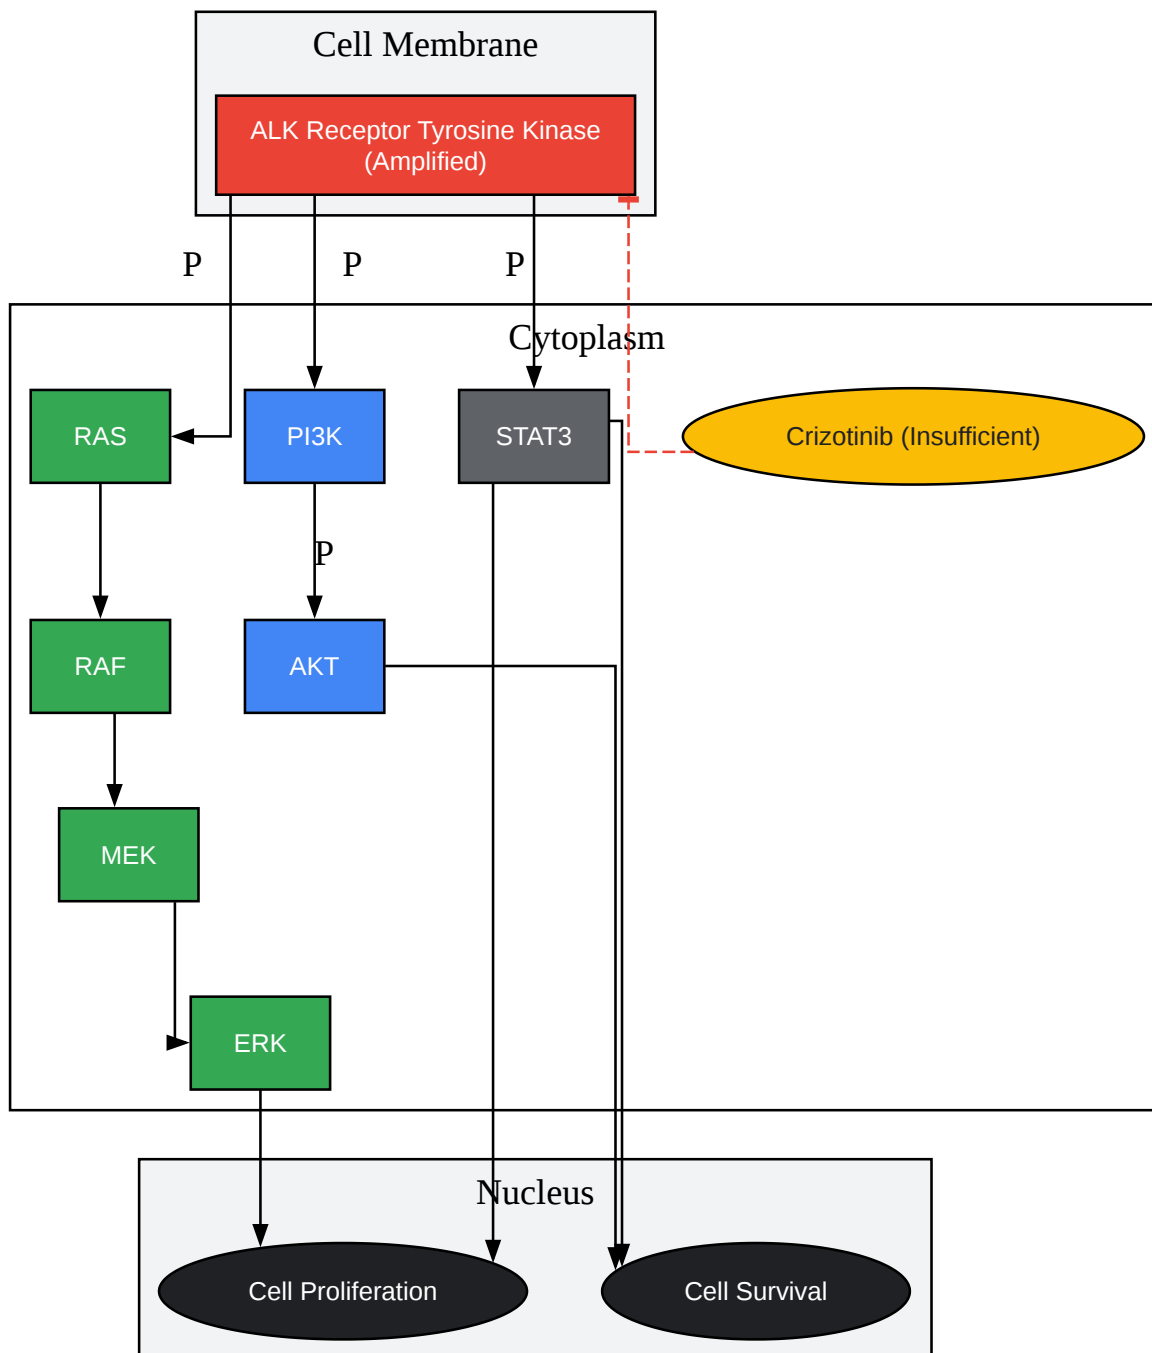 Cell Membrane
ALK Receptor Tyrosine Kinase
(Amplified)
P
P
P
Cytoplasm
RAS
PI3K
STAT3
Crizotinib (Insufficient)
P
RAF
AKT
MEK
ERK
Nucleus
Cell Proliferation
Cell Survival